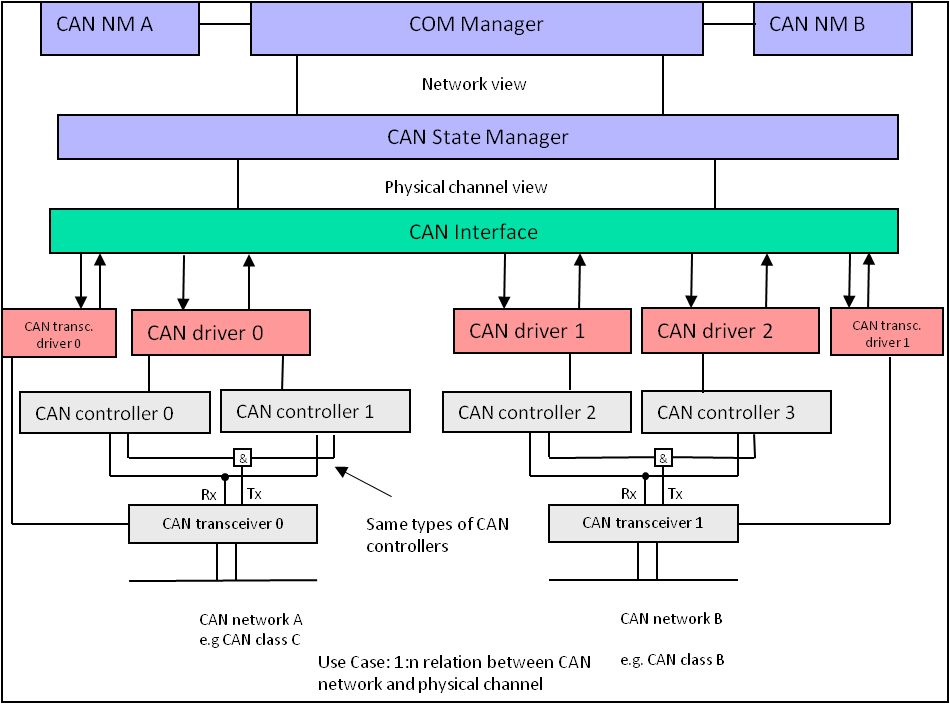 CAN NM A
COM Manager
CAN NM B
Network view
CAN State Manager
Physical channel view
CAN Interface
CAN transc.
driver 0
CAN driver 0
CAN driver 1
CAN driver 2
CAN transc.
driver 1
CAN controller 0
CAN controller 1
CAN controller 2
CAN controller 3
&
&
Rx
Tx
Rx
Tx
CAN transceiver 0
Same types of CAN
controllers
CAN transceiver 1
CAN network A
e.g CAN class C
CAN network B
e.g. CAN class B
Use Case: 1:n relation between CAN
network and physical channel